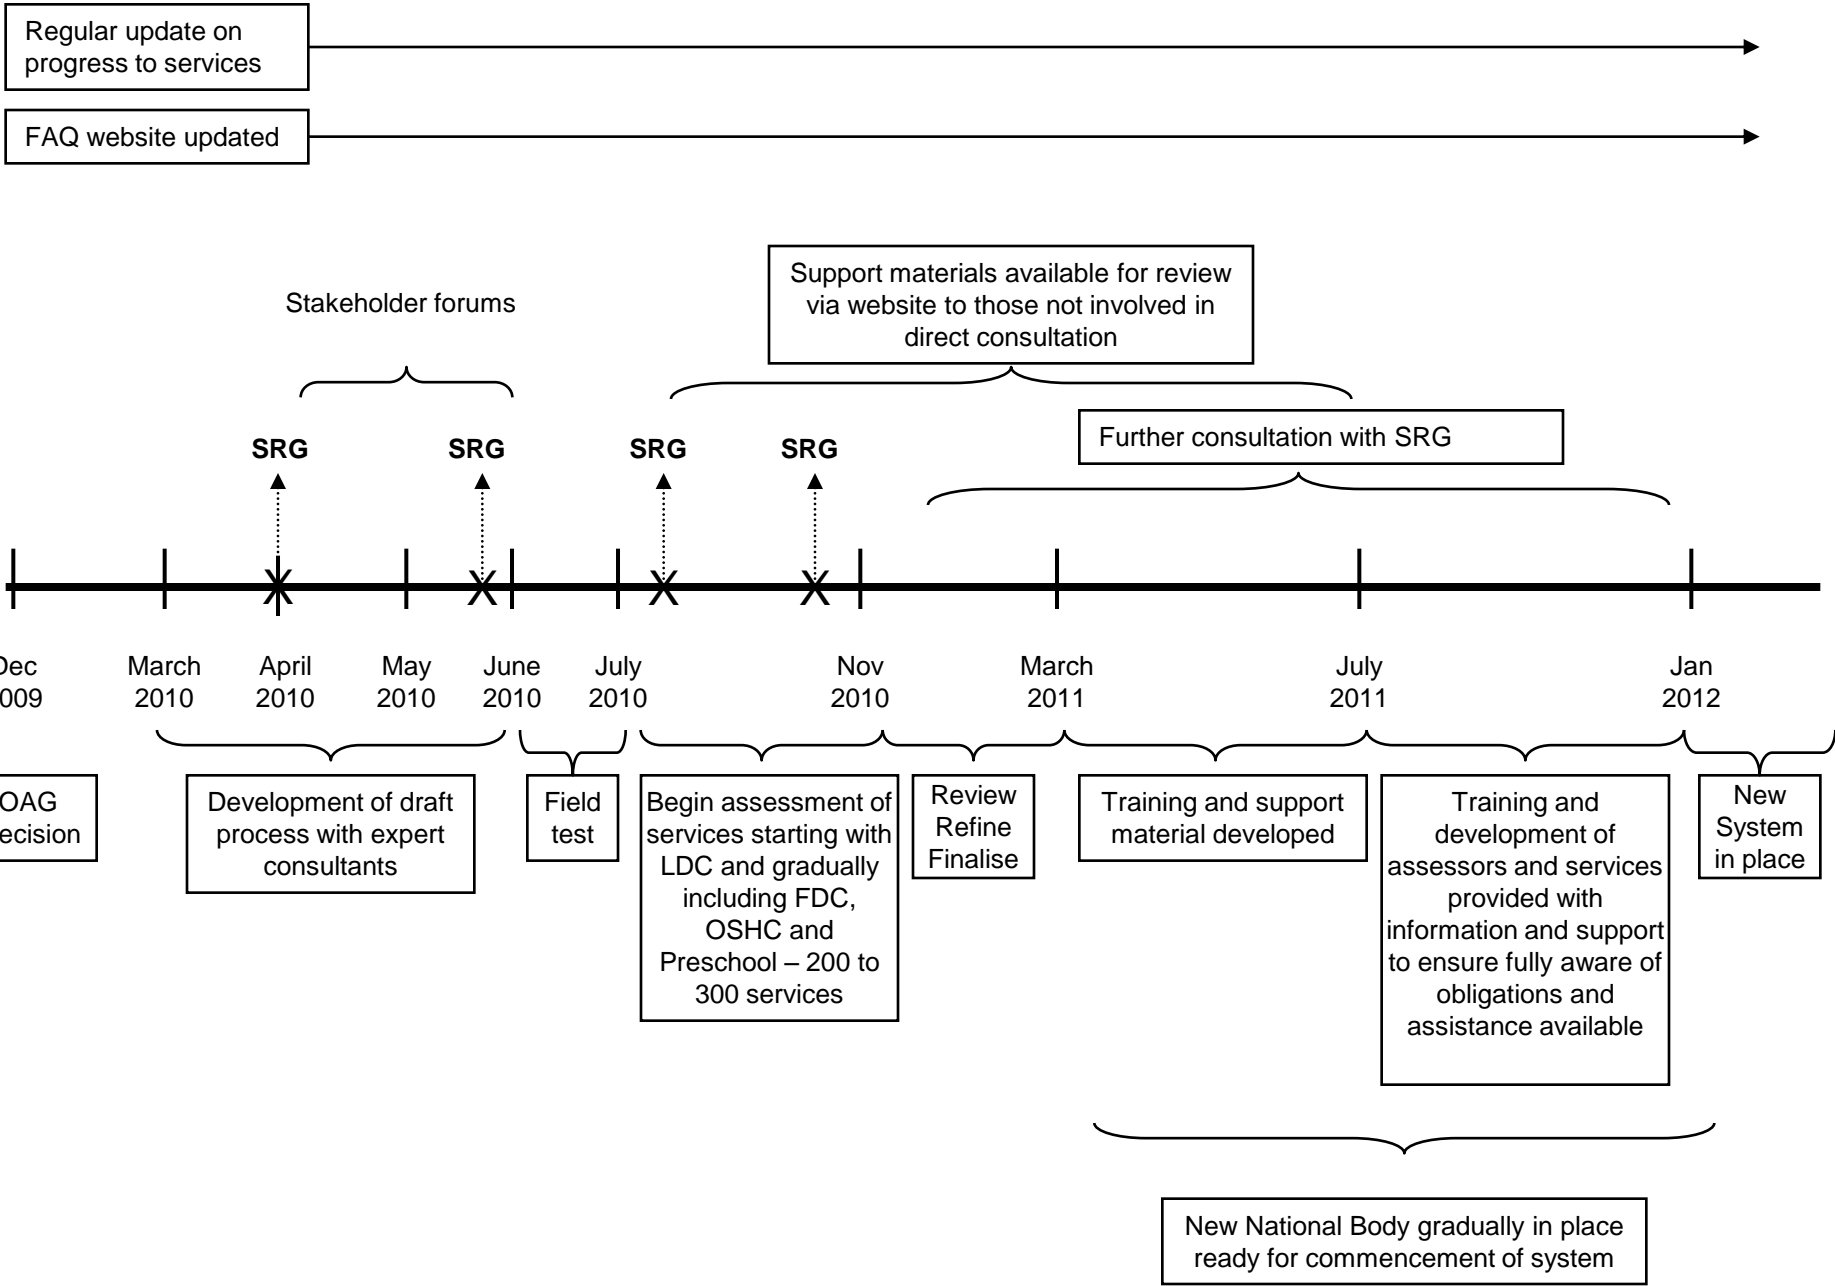 Regular update on
progress to services
FAQ website updated
Support materials available for review
via website to those not involved in
direct consultation
Stakeholder forums
Further consultation with SRG
SRG
SRG
SRG
SRG
X
X
X
X
Dec
2009
March
2010
April
2010
May
2010
June
2010
July
2010
Nov
2010
March
2011
July
2011
Jan
2012
OAG
ecision
Development of draft
process with expert
consultants
Field
test
Begin assessment of
services starting with
LDC and gradually
including FDC,
OSHC and
Preschool – 200 to
300 services
Review
Refine
Finalise
Training and support
material developed
Training and
development of
assessors and services
provided with
information and support
to ensure fully aware of
obligations and
assistance available
New
System
in place
New National Body gradually in place
ready for commencement of system